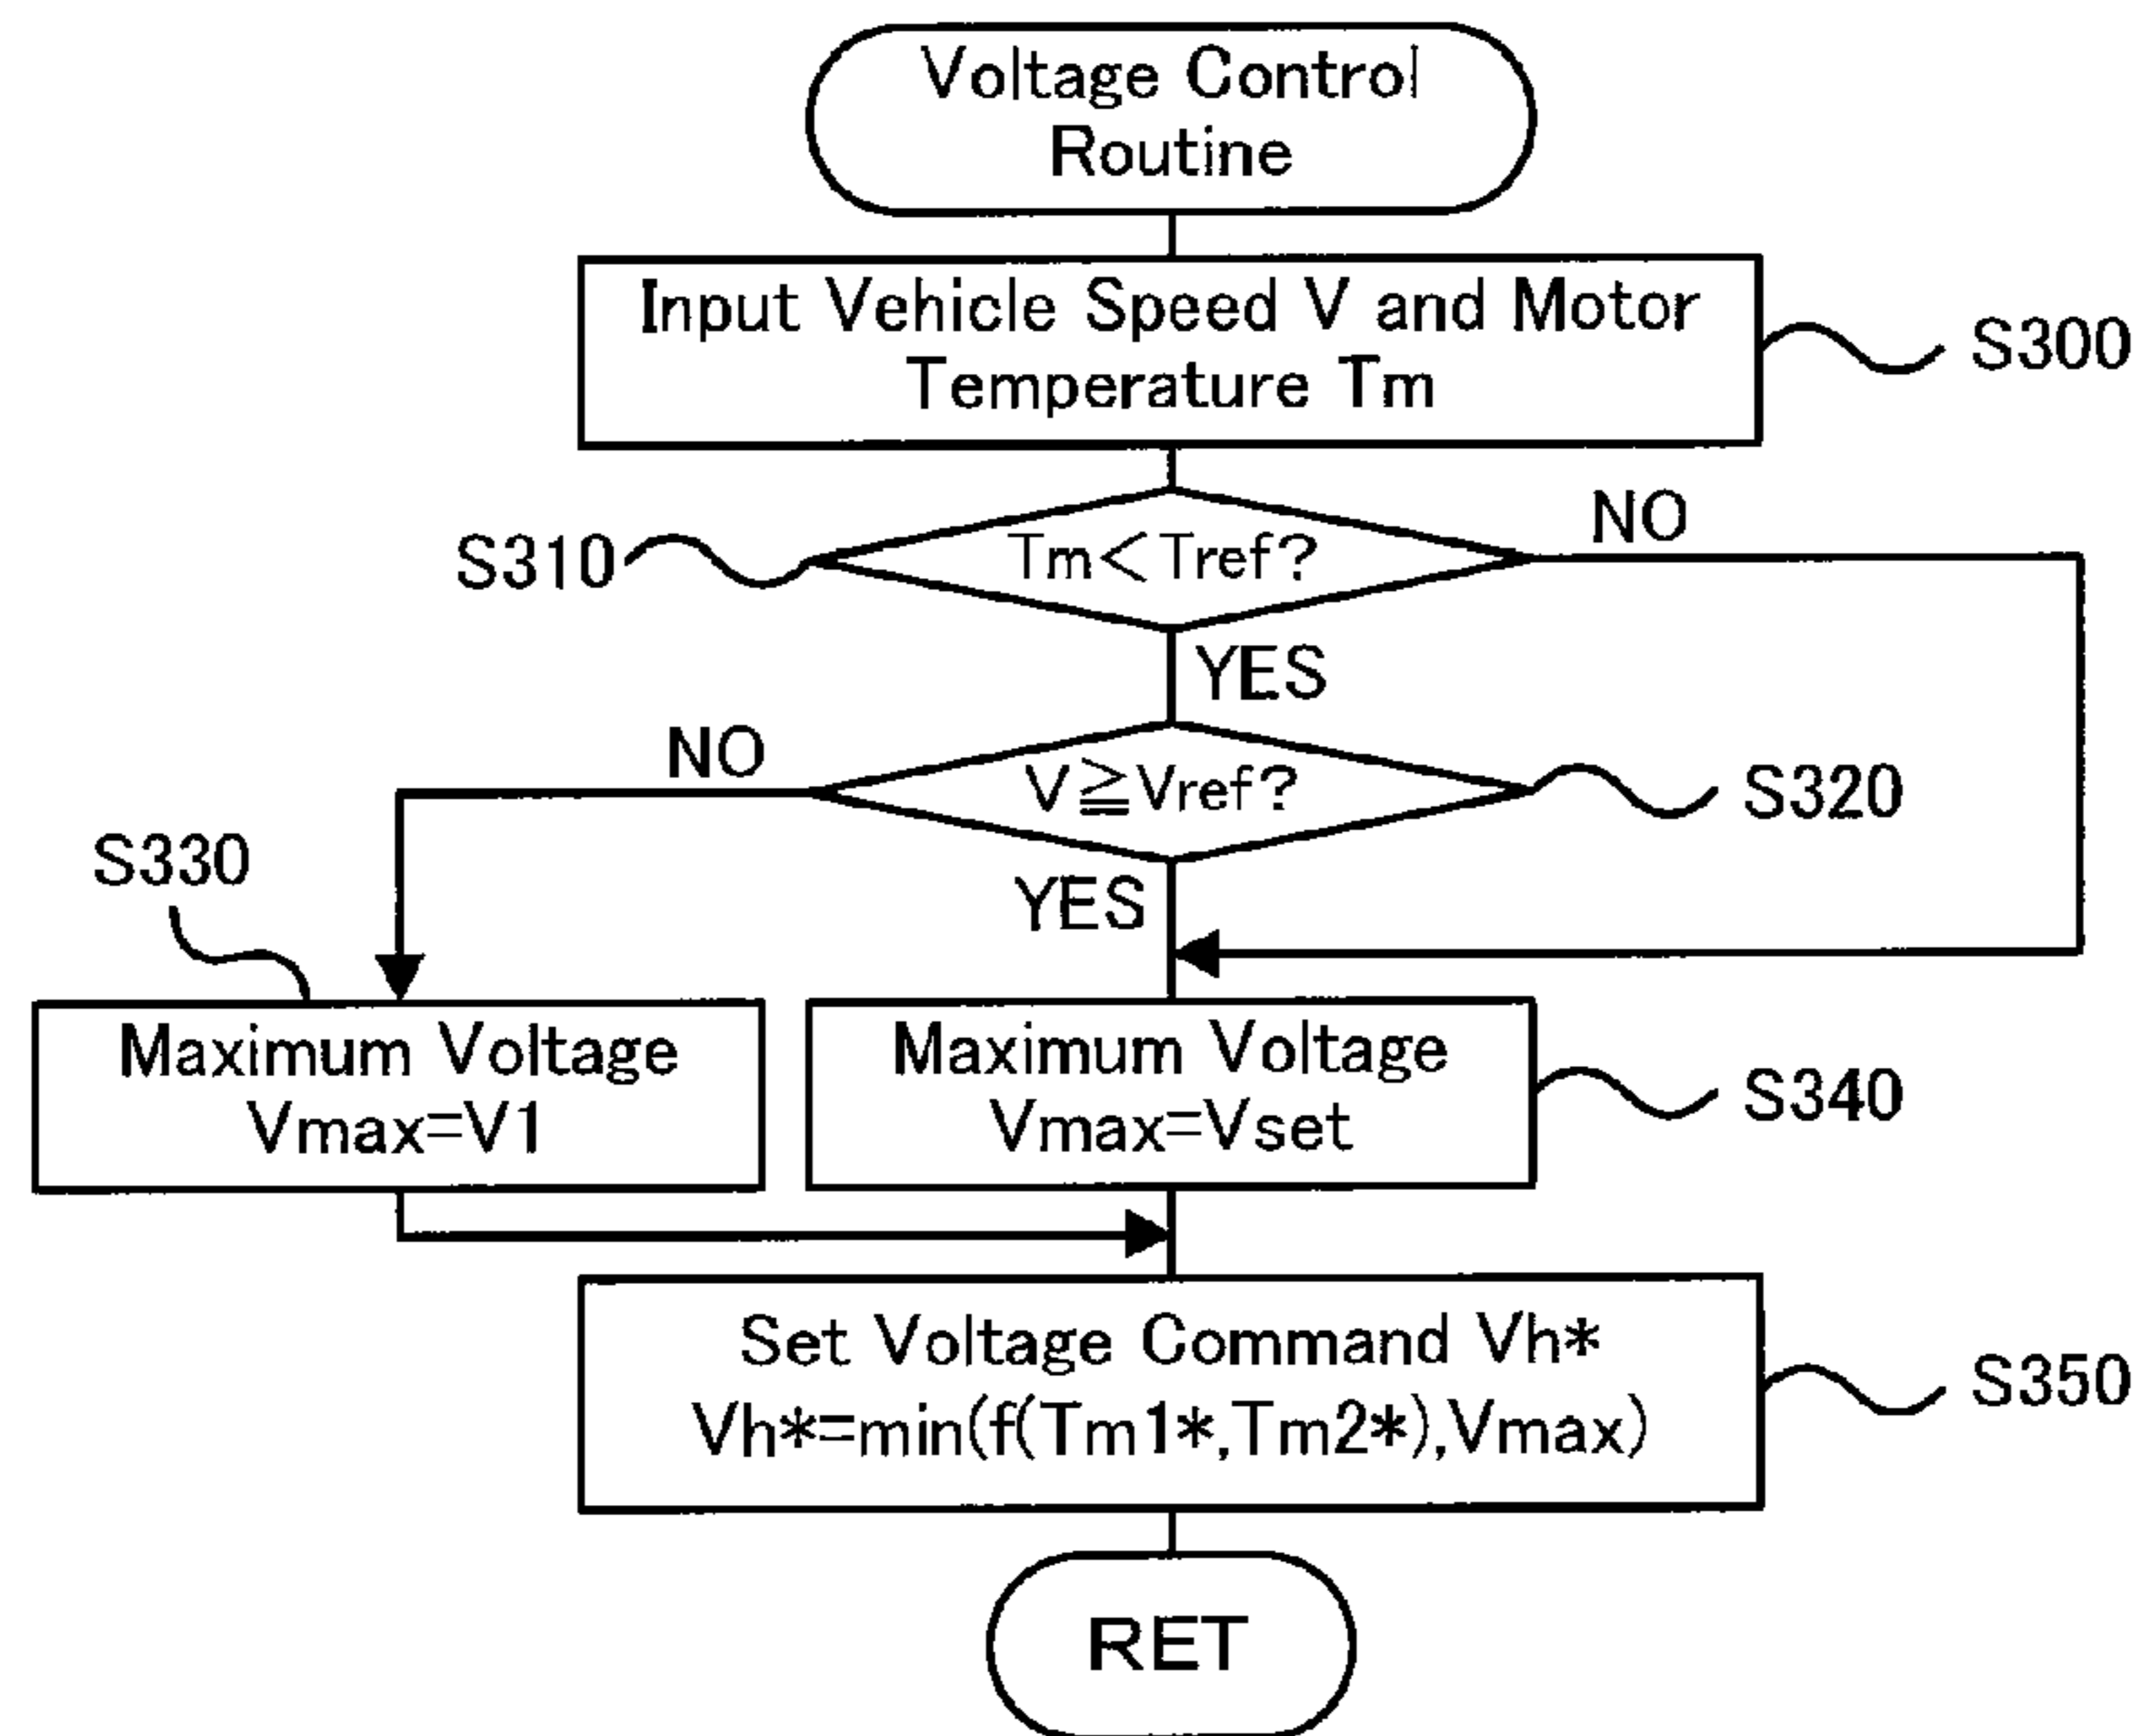 Voltage Control
Routine
Input Vehicle Speed V and Motor
Temperature Tm
S300
S310
Tm<Tref?
NO
YES
NO
V≧Vref?
S320
S330
YES
Maximum Voltage
Vmax=V1
Maximum Voltage
Vmax=Vset
S340
Set Voltage Command Vh*
Vh*=min(f(Tm1*,Tm2*),Vmax)
S350
RET